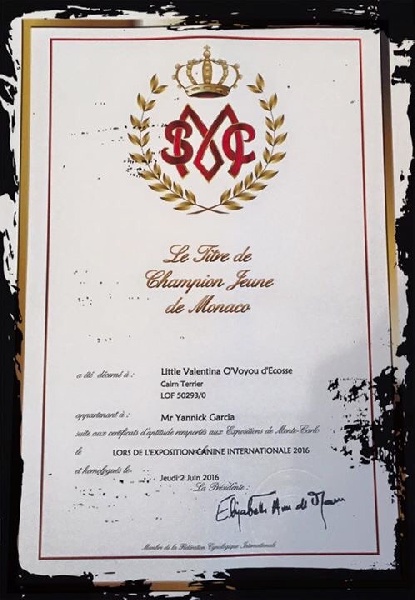 SMC
Le Titre de
Champion Jeune
de Monaco
a été décerné à : Little Valentina O'Voyou d'Ecosse
Cairn Terrier
LOF 50293/0
appartenant à : Mr Yannick Garcia
suite aux certificats d'aptitude remportés aux Expositions de Monte-Carlo
le LORS DE L'EXPOSITION CANINE INTERNATIONALE 2016
et homologués le: Jeudi 2 Juin 2016
La Présidente :
Membre de la Fédération Cynologique Internationale